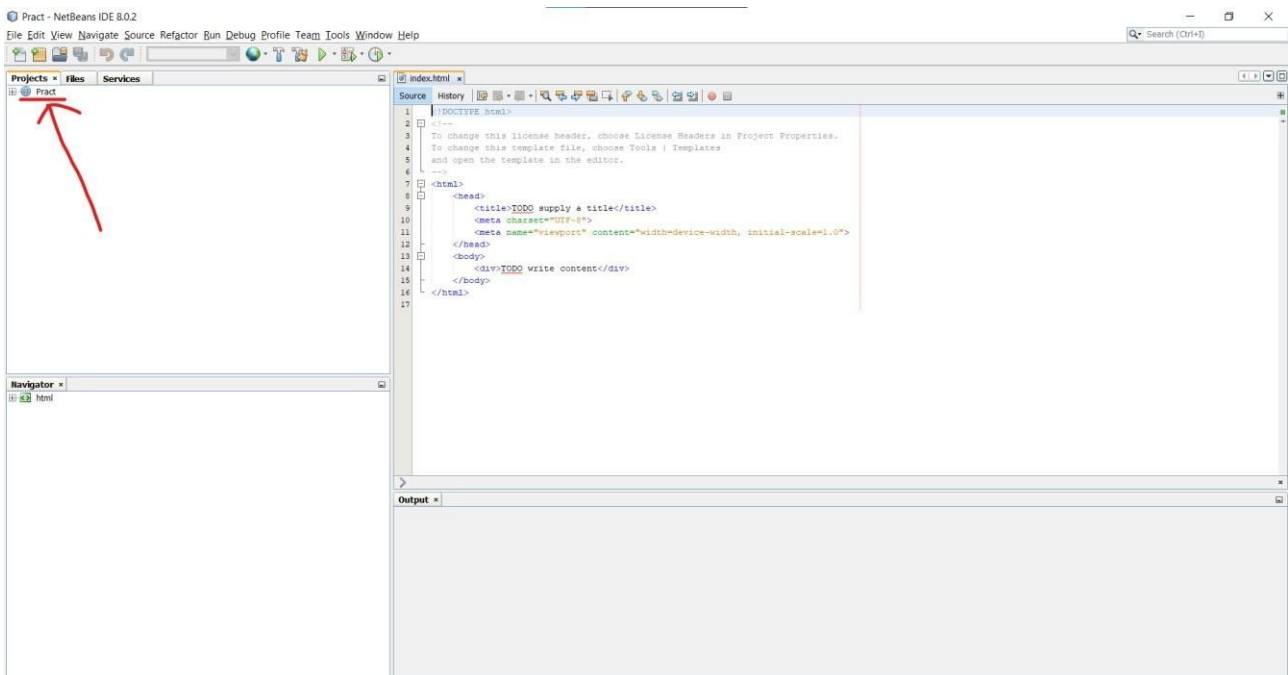 Pract - NetBeans IDE 8.0.2
File Edit View Navigate Source Refactor Run Debug Profile Team Tools Window Help
Search (Ctrl+I)
Projects × Files Services
Pract
index.html ×
Source History
1 <!DOCTYPE html>
2 <!--
3 To change this license header, choose License Headers in Project Properties.
4 To change this template file, choose Tools | Templates
5 and open the template in the editor.
6 -->
7 <html>
8 <head>
9 <title>TODO supply a title</title>
10 <meta charset="UTF-8">
11 <meta name="viewport" content="width=device-width, initial-scale=1.0">
12 </head>
13 <body>
14 <div>TODO write content</div>
15 </body>
16 </html>
17
Navigator ×
html
Output ×